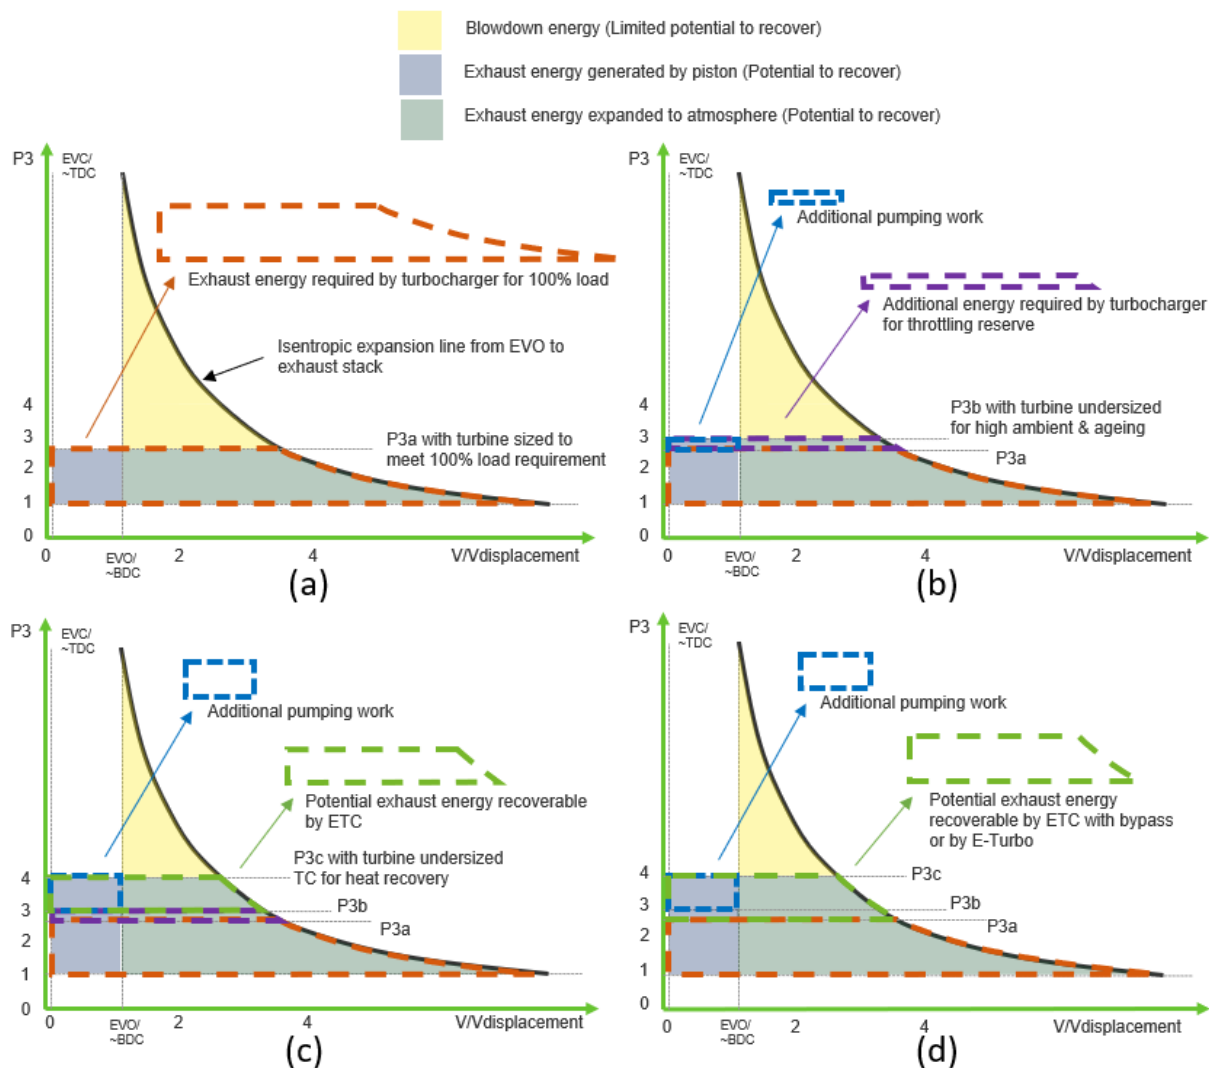 Blowdown energy (Limited potential to recover)
Exhaust energy generated by piston (Potential to recover)
Exhaust energy expanded to atmosphere (Potential to recover)
P3
EVC/
~TDC
Exhaust energy required by turbocharger for 100% load
Isentropic expansion line from EVO to
exhaust stack
4
3
2
1
0
P3a with turbine sized to
meet 100% load requirement
0
EVO/
~BDC
2
4
V/Vdisplacement
(a)
P3
EVC/
~TDC
Additional pumping work
Additional energy required by turbocharger
for throttling reserve
4
3
2
1
0
P3b with turbine undersized
for high ambient & ageing
P3a
0
EVO/
~BDC
2
4
V/Vdisplacement
(b)
P3
EVC/
~TDC
Additional pumping work
Potential exhaust energy recoverable
by ETC
P3c with turbine undersized
TC for heat recovery
4
3
2
1
0
P3b
P3a
0
EVO/
~BDC
2
4
V/Vdisplacement
(c)
P3
EVC/
~TDC
Additional pumping work
Potential exhaust energy
recoverable by ETC with bypass
or by E-Turbo
4
3
2
1
0
P3c
P3b
P3a
0
EVO/
~BDC
2
4
V/Vdisplacement
(d)